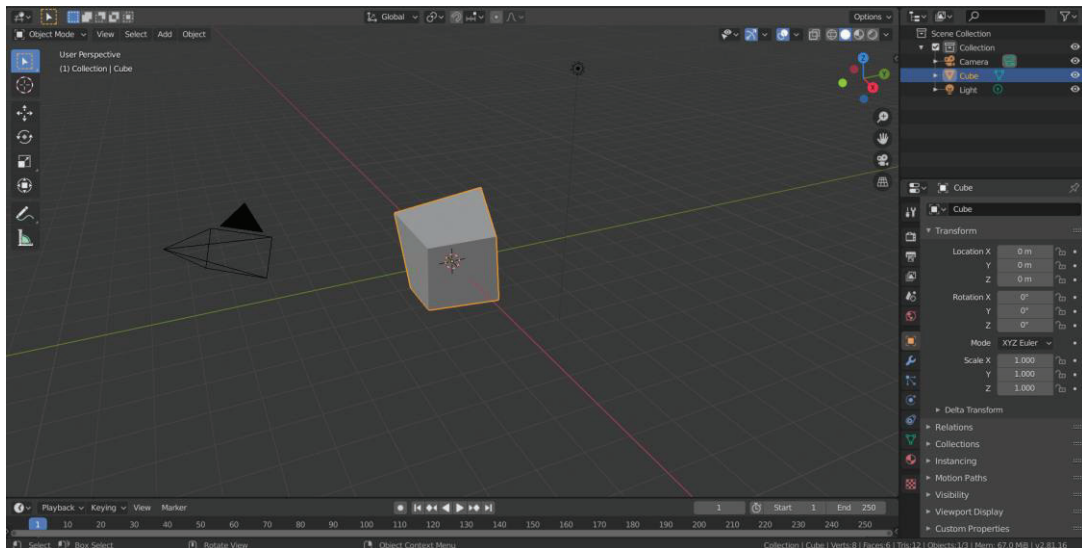 Global
Options
Object Mode View Select Add Object
User Perspective
(1) Collection | Cube
Z
Y
X
Scene Collection
Collection
Camera
Cube
Light
Cube
Cube
Transform
Location X 0 m
Y 0 m
Z 0 m
Rotation X 0°
Y 0°
Z 0°
Mode XYZ Euler
Scale X 1.000
Y 1.000
Z 1.000
Delta Transform
Relations
Collections
Instancing
Motion Paths
Visibility
Viewport Display
Custom Properties
Playback Keying View Marker
1 Start 1 End 250
1 10 20 30 40 50 60 70 80 90 100 110 120 130 140 150 160 170 180 190 200 210 220 230 240 250
Select Box Select Rotate View Object Context Menu Collection | Cube | Verts:8 | Faces:6 | Tris:12 | Objects:1/3 | Mem: 67.0 MiB | v2.81.16